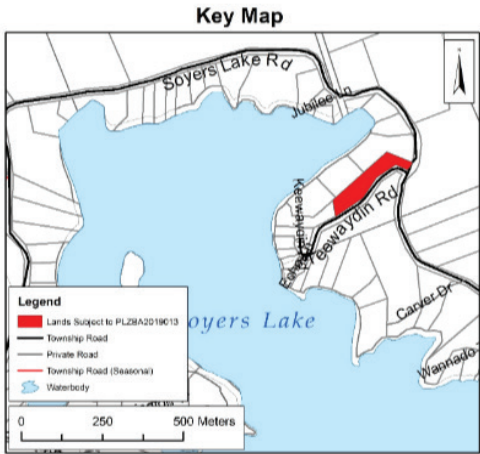 Key Map
Soyers Lake Rd
Jubilee Ln
Keewaydin
Keewaydin Rd
Carver Dr
Wannado
oyers Lake
Legend
Lands Subject to PLZBA2019013
Township Road
Private Road
Township Road (Seasonal)
Waterbody
0 250 500 Meters